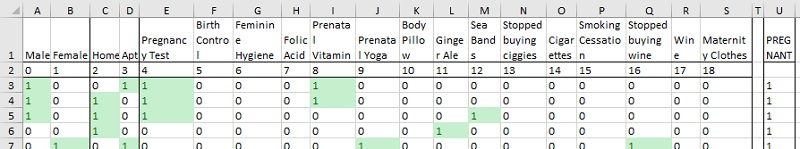 A B C D E F G H I J K L M N O P Q R S T U
Birth Feminin Prenata Body Sea Stopped Smoking Stopped
Pregnanc Contro e Folic l Prenata Pillo Ginge Band buying Cigar Cessatio buying Win Maternit PREG
1 Male Female Home Apt y Test l Hygiene Acid Vitamin l Yoga w r Ale s ciggies ettes n wine e y Clothes NANT
2 0 1 2 3 4 5 6 7 8 9 10 11 12 13 14 15 16 17 18
3 1 0 0 1 1 0 0 0 1 0 0 0 0 0 0 0 0 0 0 1
4 1 0 1 0 1 0 0 0 1 0 0 0 0 0 0 0 0 0 0 1
5 1 0 1 0 1 0 0 0 0 0 0 0 1 0 0 0 0 0 0 1
6 0 0 1 0 0 0 0 0 0 0 0 1 0 0 0 0 0 0 0 1
7 0 1 0 1 0 0 0 0 0 1 0 0 0 0 0 0 1 0 0 1